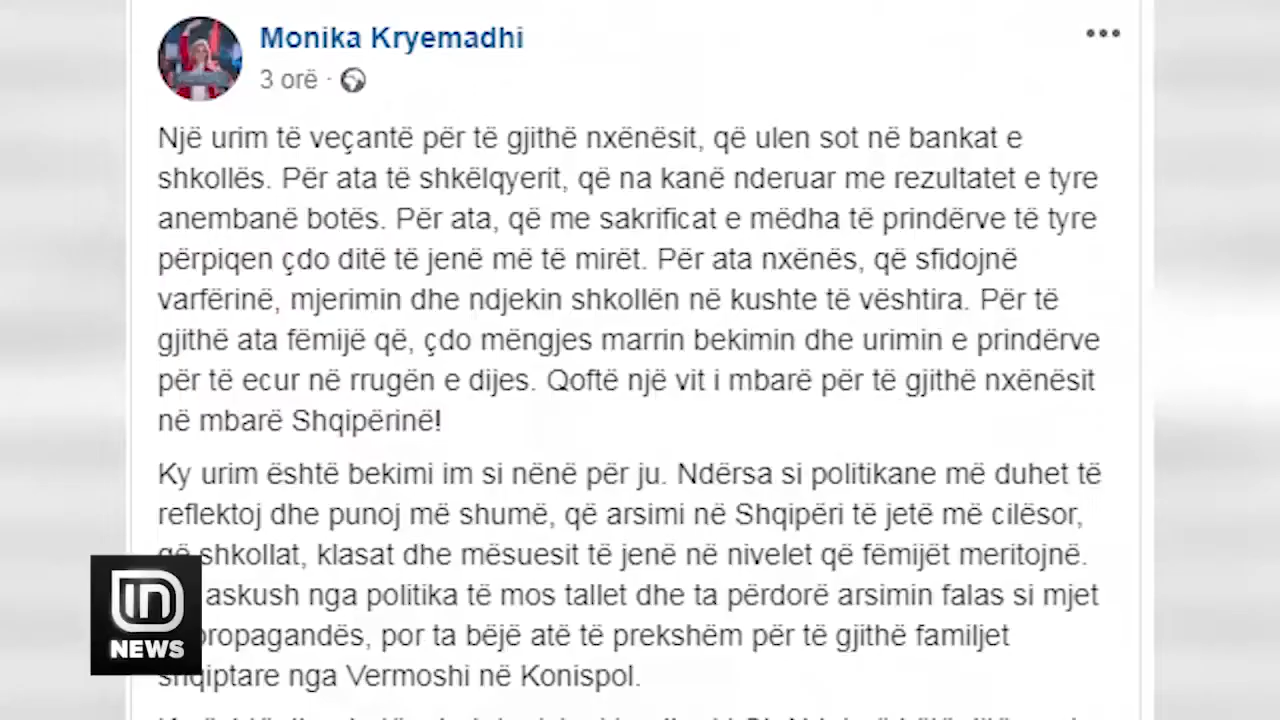 Monika Kryemadhi
3 orë ·
Një urim të veçantë për të gjithë nxënësit, që ulen sot në bankat e
shkollës. Për ata të shkëlqyerit, që na kanë nderuar me rezultatet e tyre
anembanë botës. Për ata, që me sakrificat e mëdha të prindërve të tyre
përpiqen çdo ditë të jenë më të mirët. Për ata nxënës, që sfidojnë
varfërinë, mjerimin dhe ndjekin shkollën në kushte të vështira. Për të
gjithë ata fëmijë që, çdo mëngjes marrin bekimin dhe urimin e prindërve
për të ecur në rrugën e dijes. Qoftë një vit i mbarë për të gjithë nxënësit
në mbarë Shqipërinë!
Ky urim është bekimi im si nënë për ju. Ndërsa si politikane më duhet të
reflektoj dhe punoj më shumë, që arsimi në Shqipëri të jetë më cilësor,
që shkollat, klasat dhe mësuesit të jenë në nivelet që fëmijët meritojnë.
askush nga politika të mos tallet dhe ta përdorë arsimin falas si mjet
propagandës, por ta bëjë atë të prekshëm për të gjithë familjet
shqiptare nga Vermoshi në Konispol.
IN
NEWS